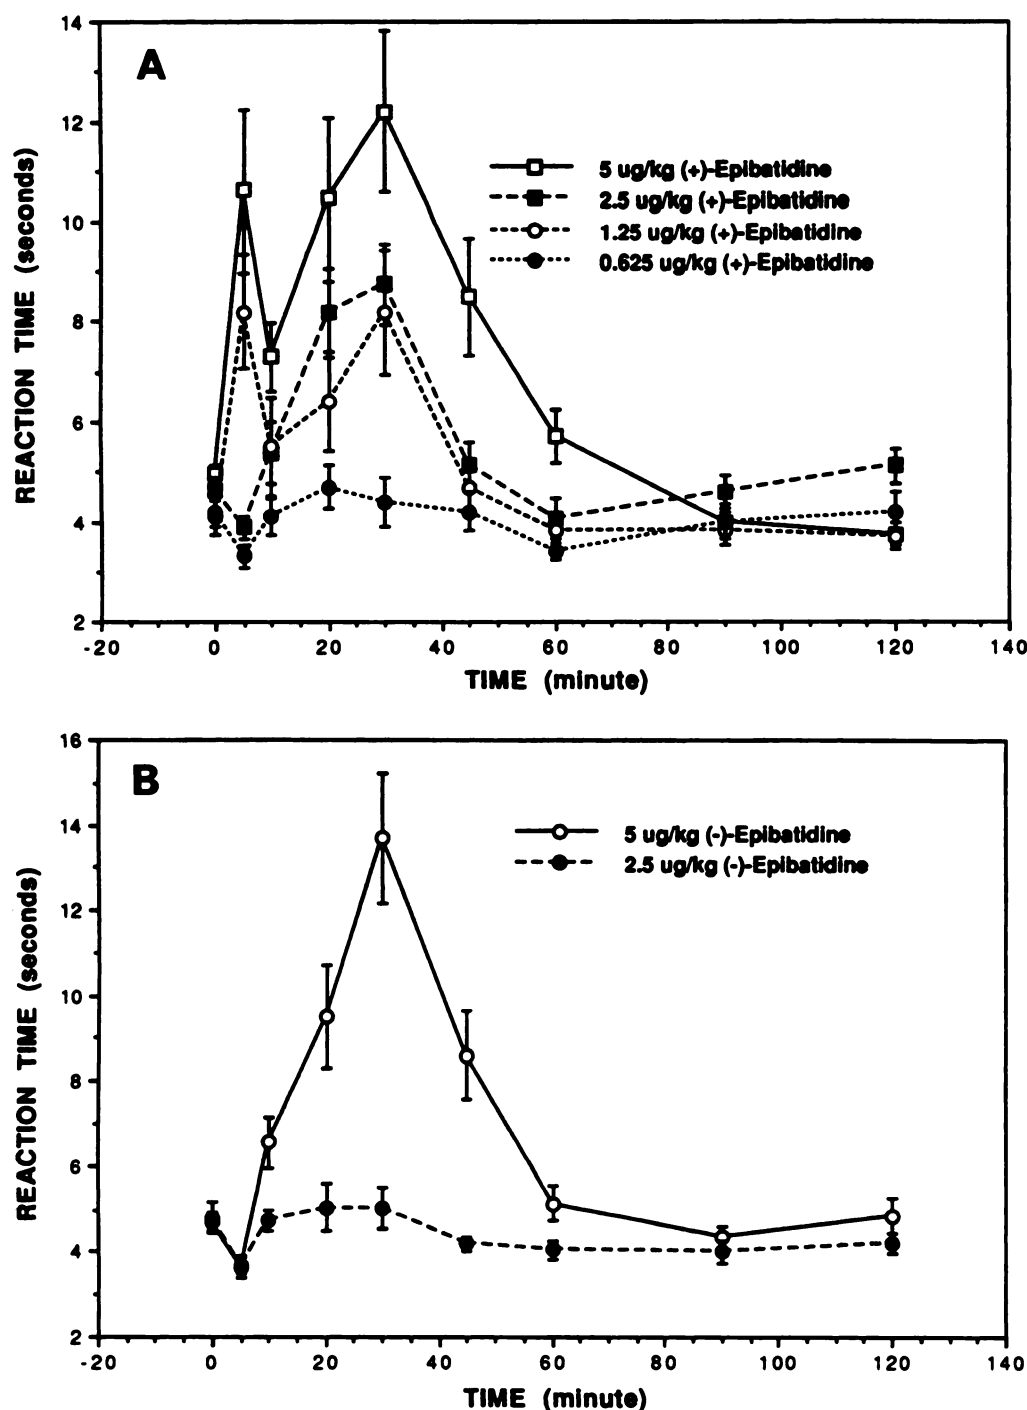 A
14
12
10
8
6
4
2
REACTION TIME (seconds)
5 ug/kg (+)-Epibatidine
2.5 ug/kg (+)-Epibatidine
1.25 ug/kg (+)-Epibatidine
0.625 ug/kg (+)-Epibatidine
-20 0 20 40 60 80 100 120 140
TIME (minute)
B
16
14
12
10
8
6
4
2
REACTION TIME (seconds)
5 ug/kg (-)-Epibatidine
2.5 ug/kg (-)-Epibatidine
-20 0 20 40 60 80 100 120 140
TIME (minute)